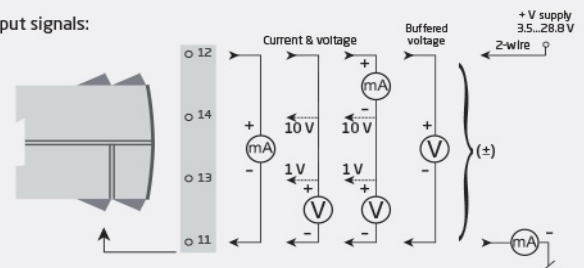 put signals:
Current & voltage
Buffered
voltage
+ V supply
3.5...28.8 V
2-wire
12
14
13
11
+
mA
-
10 V
1 V
+
V
-
+
mA
-
10 V
1 V
+
V
-
+
V
-
(±)
mA
-